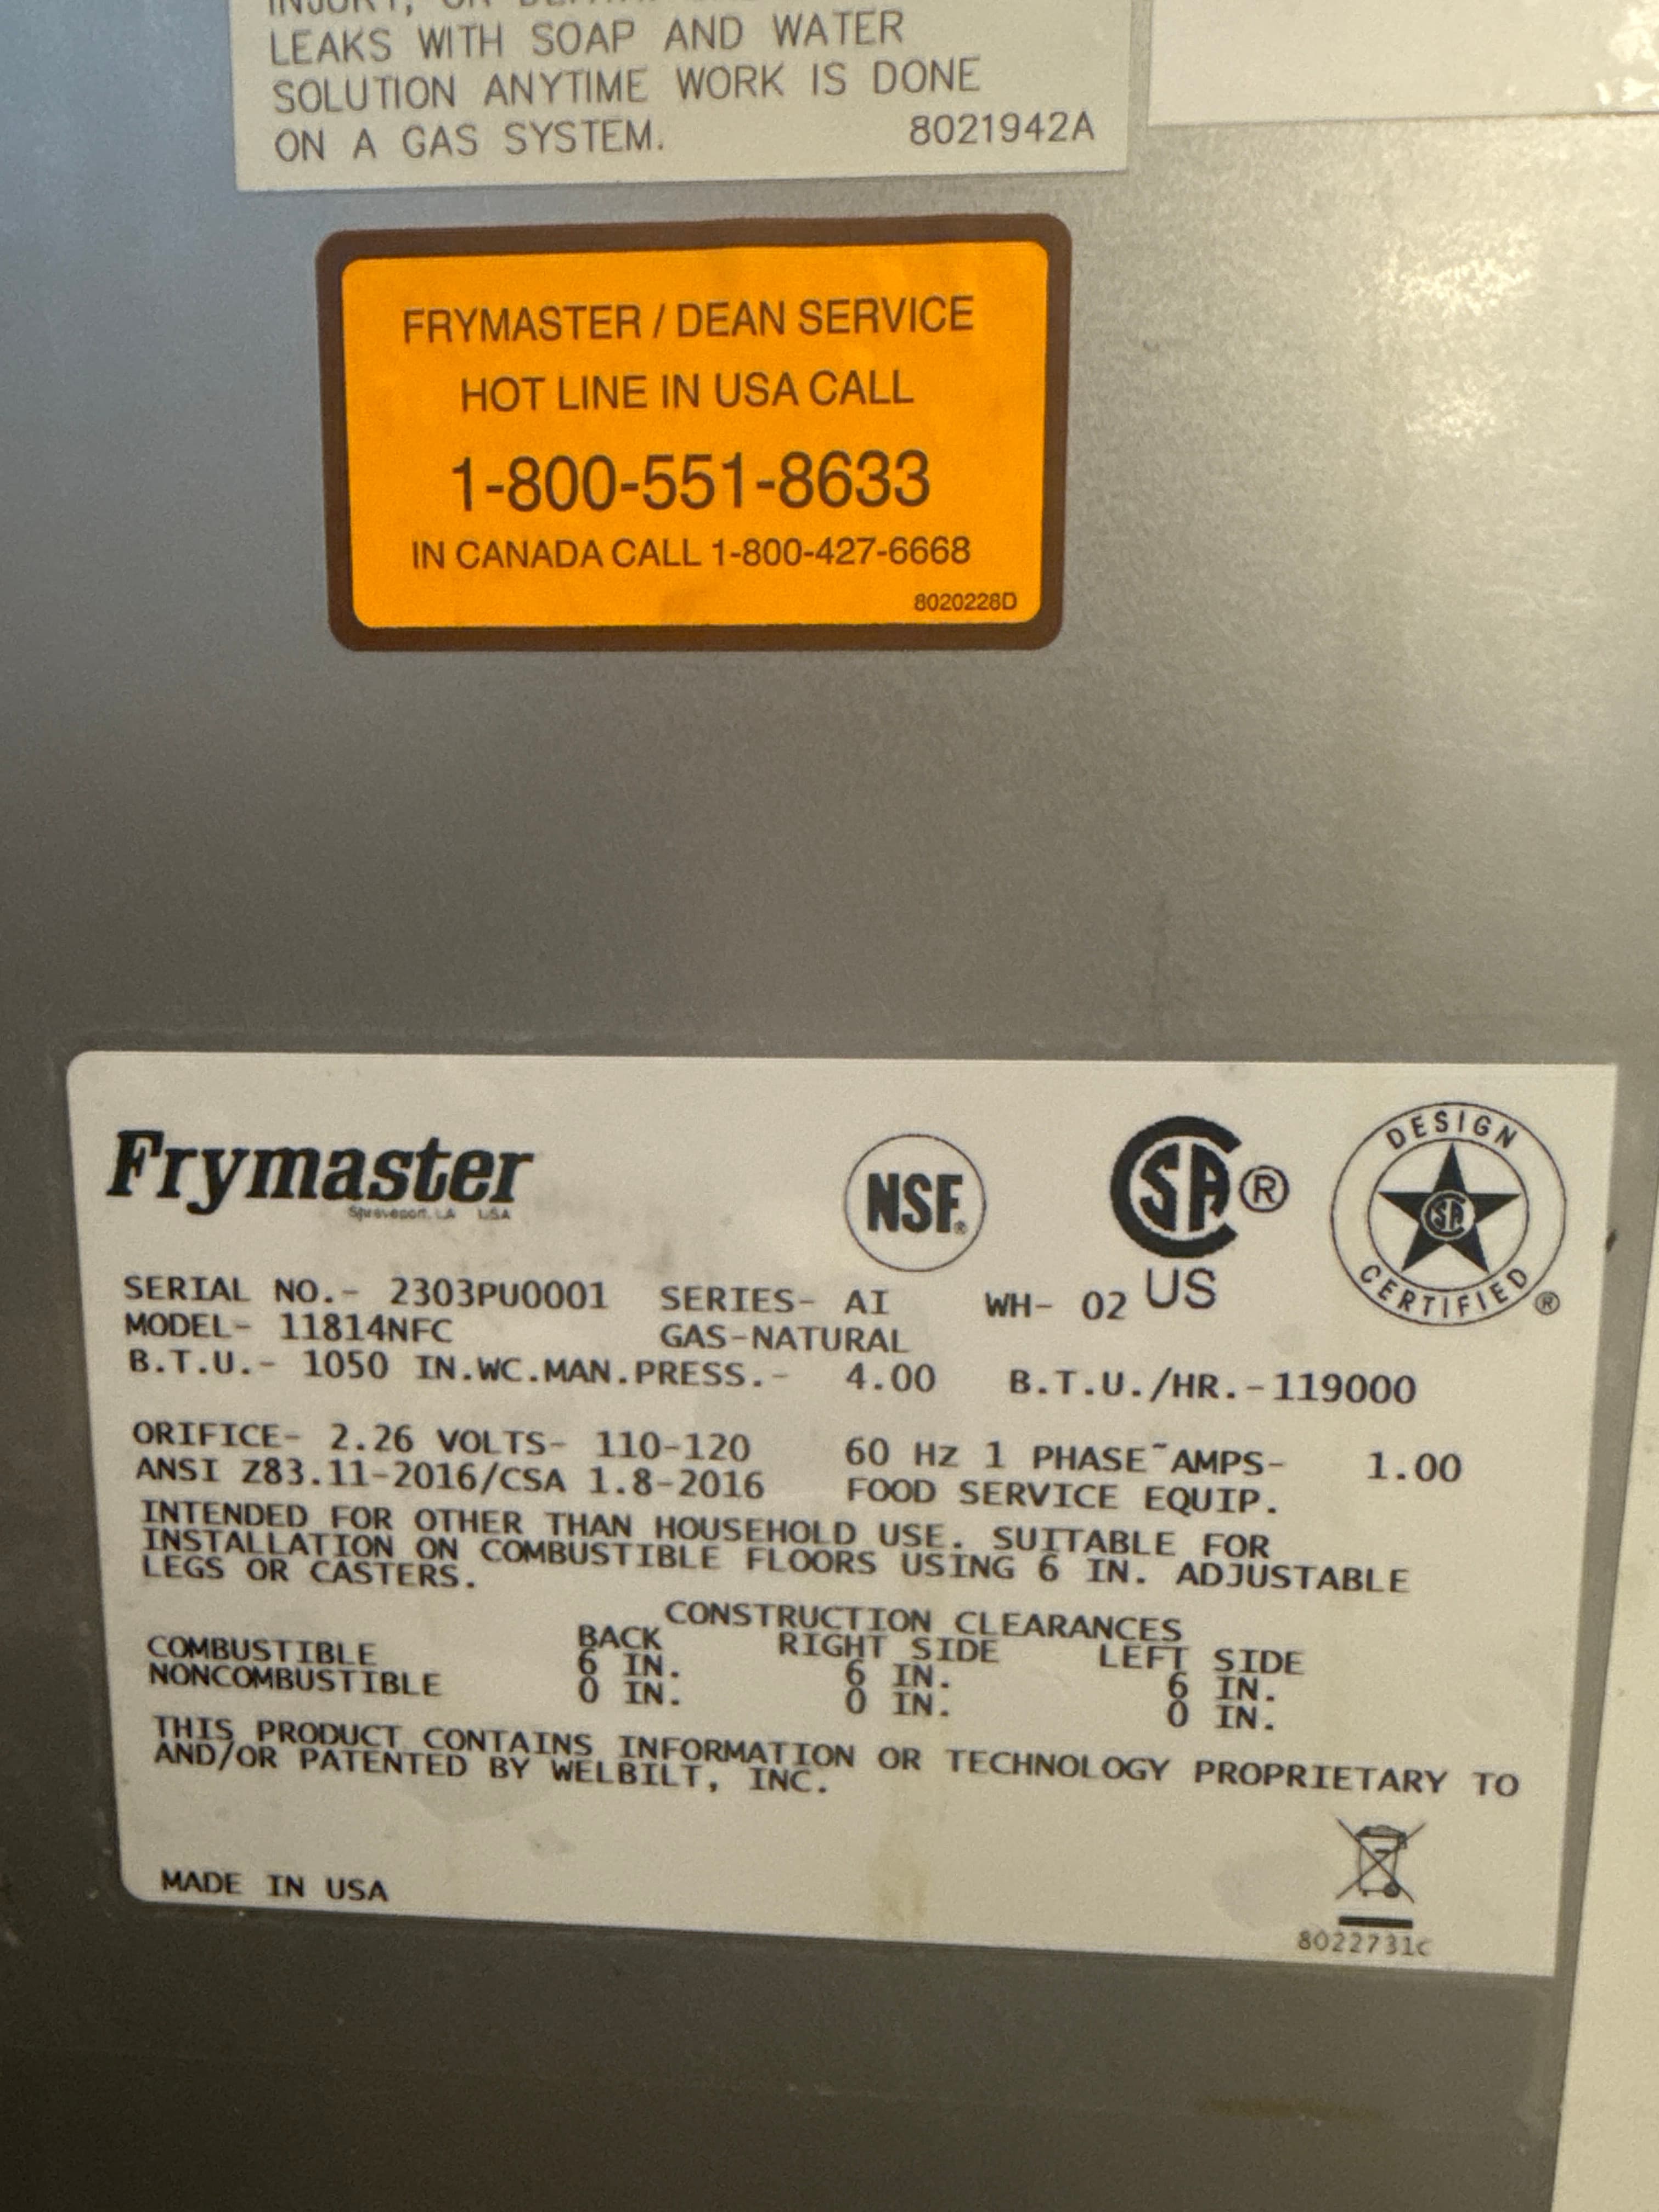 LEAKS WITH SOAP AND WATER
SOLUTION ANYTIME WORK IS DONE
ON A GAS SYSTEM. 8021942A
FRYMASTER / DEAN SERVICE
HOT LINE IN USA CALL
1-800-551-8633
IN CANADA CALL 1-800-427-6668
8020228D
Frymaster
Shreveport, LA USA
NSF®
SA®
US
DESIGN
SA
CERTIFIED®
SERIAL NO.- 2303PU0001 SERIES- AI WH- 02
MODEL- 11814NFC GAS-NATURAL
B.T.U.- 1050 IN.WC.MAN.PRESS.- 4.00 B.T.U./HR.-119000
ORIFICE- 2.26 VOLTS- 110-120 60 Hz 1 PHASE~AMPS- 1.00
ANSI Z83.11-2016/CSA 1.8-2016 FOOD SERVICE EQUIP.
INTENDED FOR OTHER THAN HOUSEHOLD USE. SUITABLE FOR
INSTALLATION ON COMBUSTIBLE FLOORS USING 6 IN. ADJUSTABLE
LEGS OR CASTERS.
CONSTRUCTION CLEARANCES
BACK RIGHT SIDE LEFT SIDE
COMBUSTIBLE 6 IN. 6 IN. 6 IN.
NONCOMBUSTIBLE 0 IN. 0 IN. 0 IN.
THIS PRODUCT CONTAINS INFORMATION OR TECHNOLOGY PROPRIETARY TO
AND/OR PATENTED BY WELBILT, INC.
MADE IN USA
8022731C